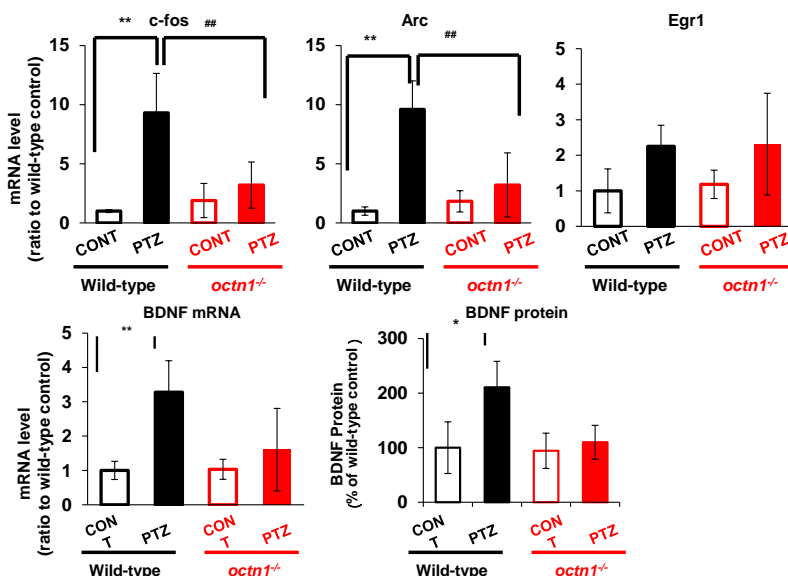 c-fos
** ##
15
10
5
0
mRNA level
(ratio to wild-type control)
CONT PTZ CONT PTZ
Wild-type octn1-/-
Arc
** ##
15
10
5
0
CONT PTZ CONT PTZ
Wild-type octn1-/-
Egr1
5
4
3
2
1
0
CONT PTZ CONT PTZ
Wild-type octn1-/-
BDNF mRNA
**
5
4
3
2
1
0
mRNA level
(ratio to wild-type control)
CON
T PTZ CON
T PTZ
Wild-type octn1-/-
BDNF protein
*
300
200
100
0
BDNF Protein
(% of wild-type control )
CON
T PTZ CON
T PTZ
Wild-type octn1-/-